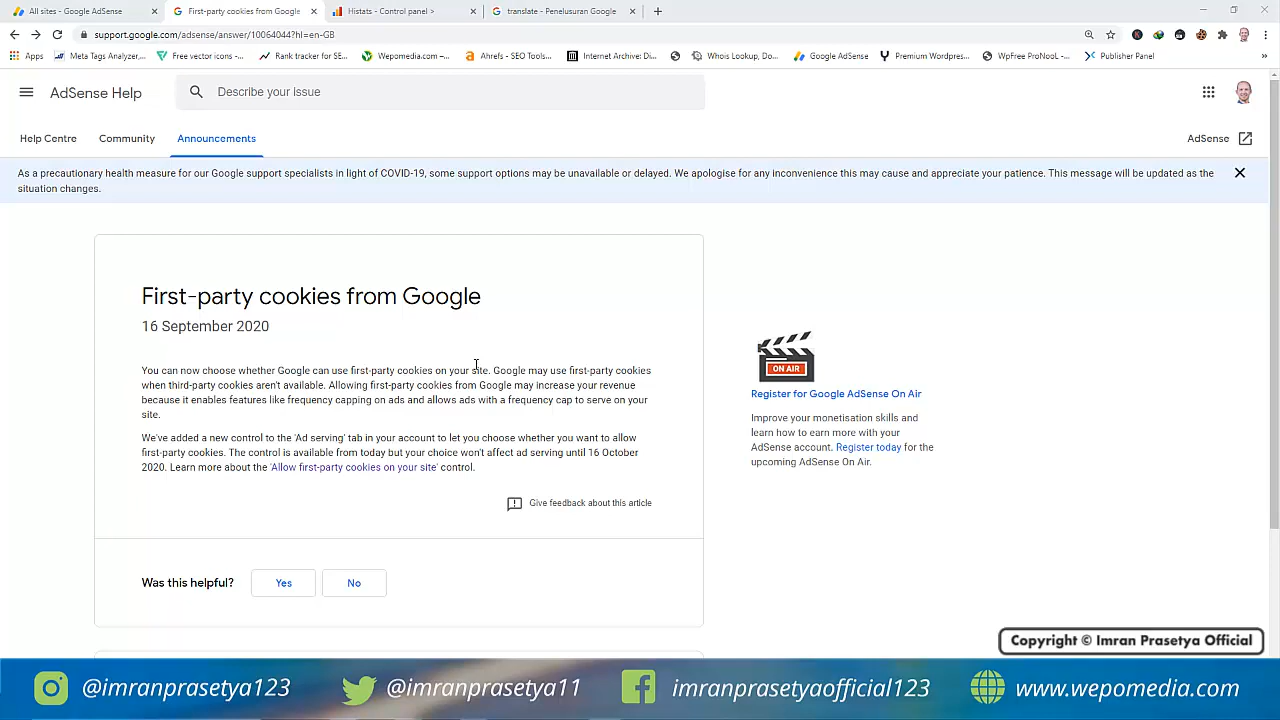 All sites - Google AdSense
First-party cookies from Google
Histats - Control panel >
translate - Penelusuran Google
support.google.com/adsense/answer/10064044?hl=en-GB
Apps
Meta Tags Analyzer,...
Free vector icons -...
Rank tracker for SE...
Wepomedia.com –...
Ahrefs - SEO Tools...
Internet Archive: Di...
Whois Lookup, Do...
Google AdSense
Premium Wordpres...
WpFree ProNooL -...
Publisher Panel
»
AdSense Help
Describe your issue
Help Centre
Community
Announcements
AdSense
As a precautionary health measure for our Google support specialists in light of COVID-19, some support options may be unavailable or delayed. We apologise for any inconvenience this may cause and appreciate your patience. This message will be updated as the
situation changes.
First-party cookies from Google
16 September 2020
You can now choose whether Google can use first-party cookies on your site. Google may use first-party cookies
when third-party cookies aren't available. Allowing first-party cookies from Google may increase your revenue
because it enables features like frequency capping on ads and allows ads with a frequency cap to serve on your
site.
We've added a new control to the 'Ad serving' tab in your account to let you choose whether you want to allow
first-party cookies. The control is available from today but your choice won't affect ad serving until 16 October
2020. Learn more about the 'Allow first-party cookies on your site' control.
Give feedback about this article
Was this helpful?
Yes
No
ON AIR
Register for Google AdSense On Air
Improve your monetisation skills and
learn how to earn more with your
AdSense account. Register today for the
upcoming AdSense On Air.
Copyright © Imran Prasetya Official
@imranprasetya123
@imranprasetya11
imranprasetyaofficial123
www.wepomedia.com